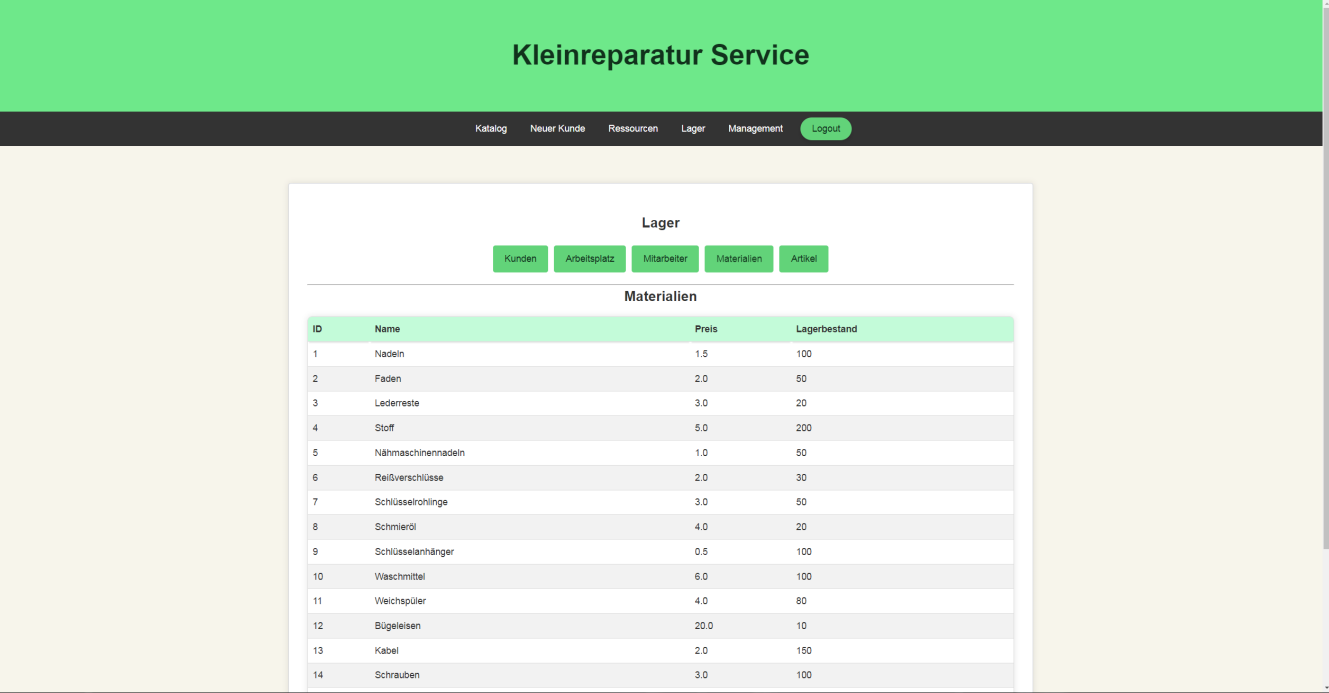 Kleinreparatur Service
Katalog Neuer Kunde Ressourcen Lager Management Logout
Lager
Kunden Arbeitsplatz Mitarbeiter Materialien Artikel
Materialien
ID Name Preis Lagerbestand
1 Nadeln 1.5 100
2 Faden 2.0 50
3 Lederreste 3.0 20
4 Stoff 5.0 200
5 Nähmaschinennadeln 1.0 50
6 Reißverschlüsse 2.0 30
7 Schlüsselrohlinge 3.0 50
8 Schmieröl 4.0 20
9 Schlüsselanhänger 0.5 100
10 Waschmittel 6.0 100
11 Weichspüler 4.0 80
12 Bügeleisen 20.0 10
13 Kabel 2.0 150
14 Schrauben 3.0 100